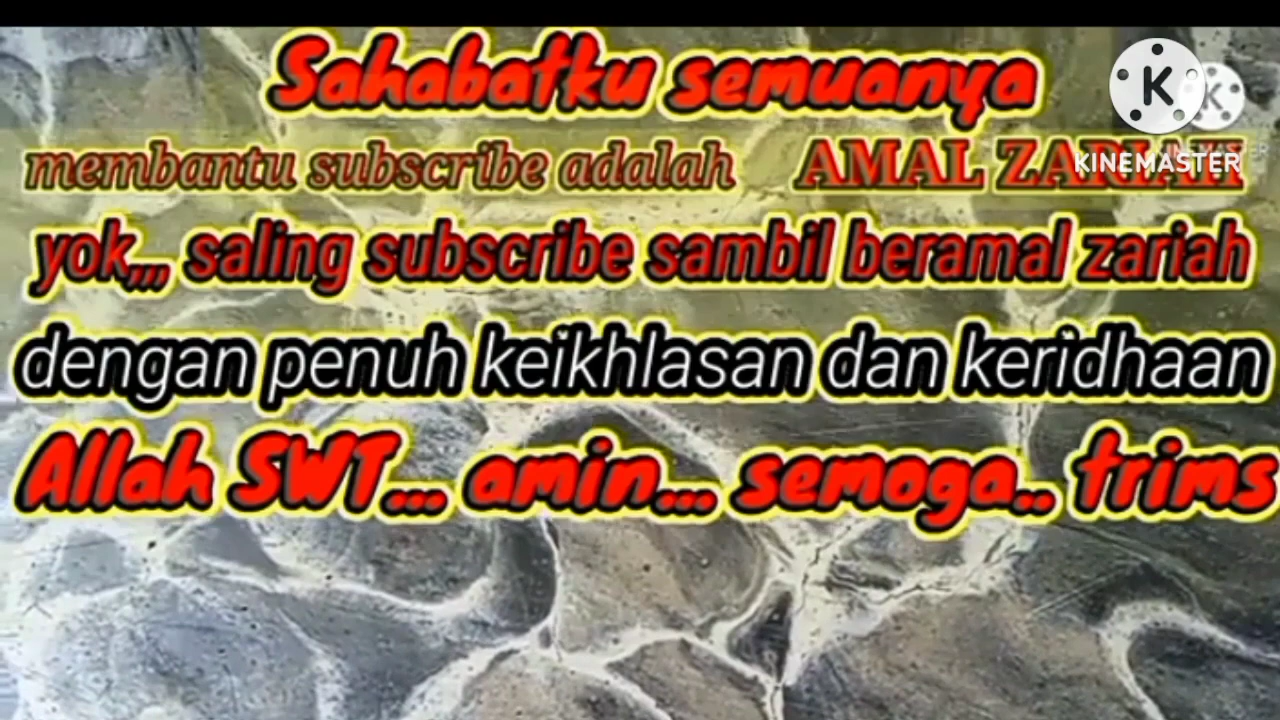 Sahabatku semuanya
membantu subscribe adalah AMAL ZARIAH
yok,,, saling subscribe sambil beramal zariah
dengan penuh keikhlasan dan keridhaan
Allah SWT... amin... semoga.. trims
K
KINEMASTER